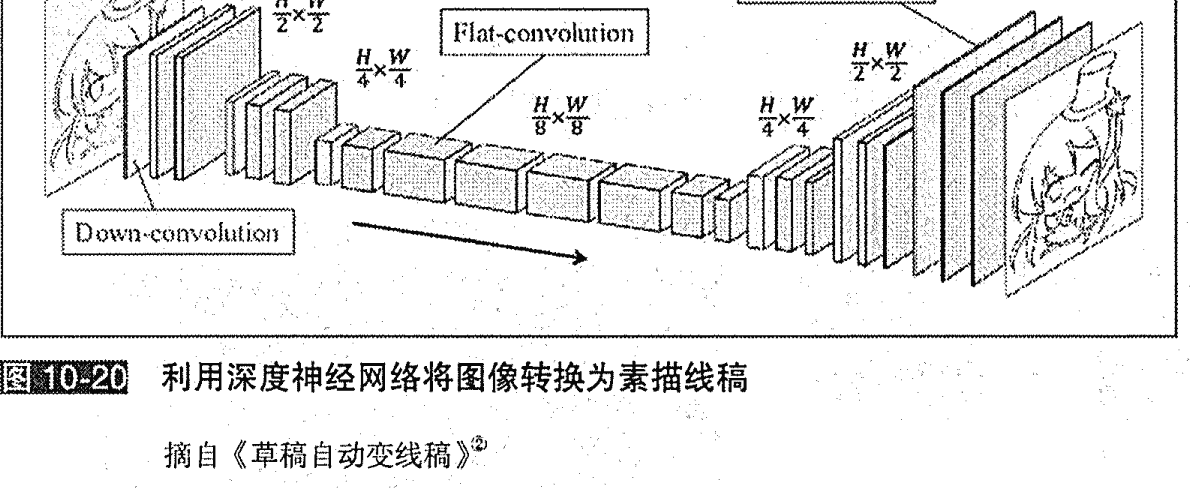 H/2×W/2
Flat-convolution
H/4×W/4
H/2×W/2
H/8×W/8
H/4×W/4
Down-convolution
图 10-20 利用深度神经网络将图像转换为素描线稿
摘自《草稿自动变线稿》②